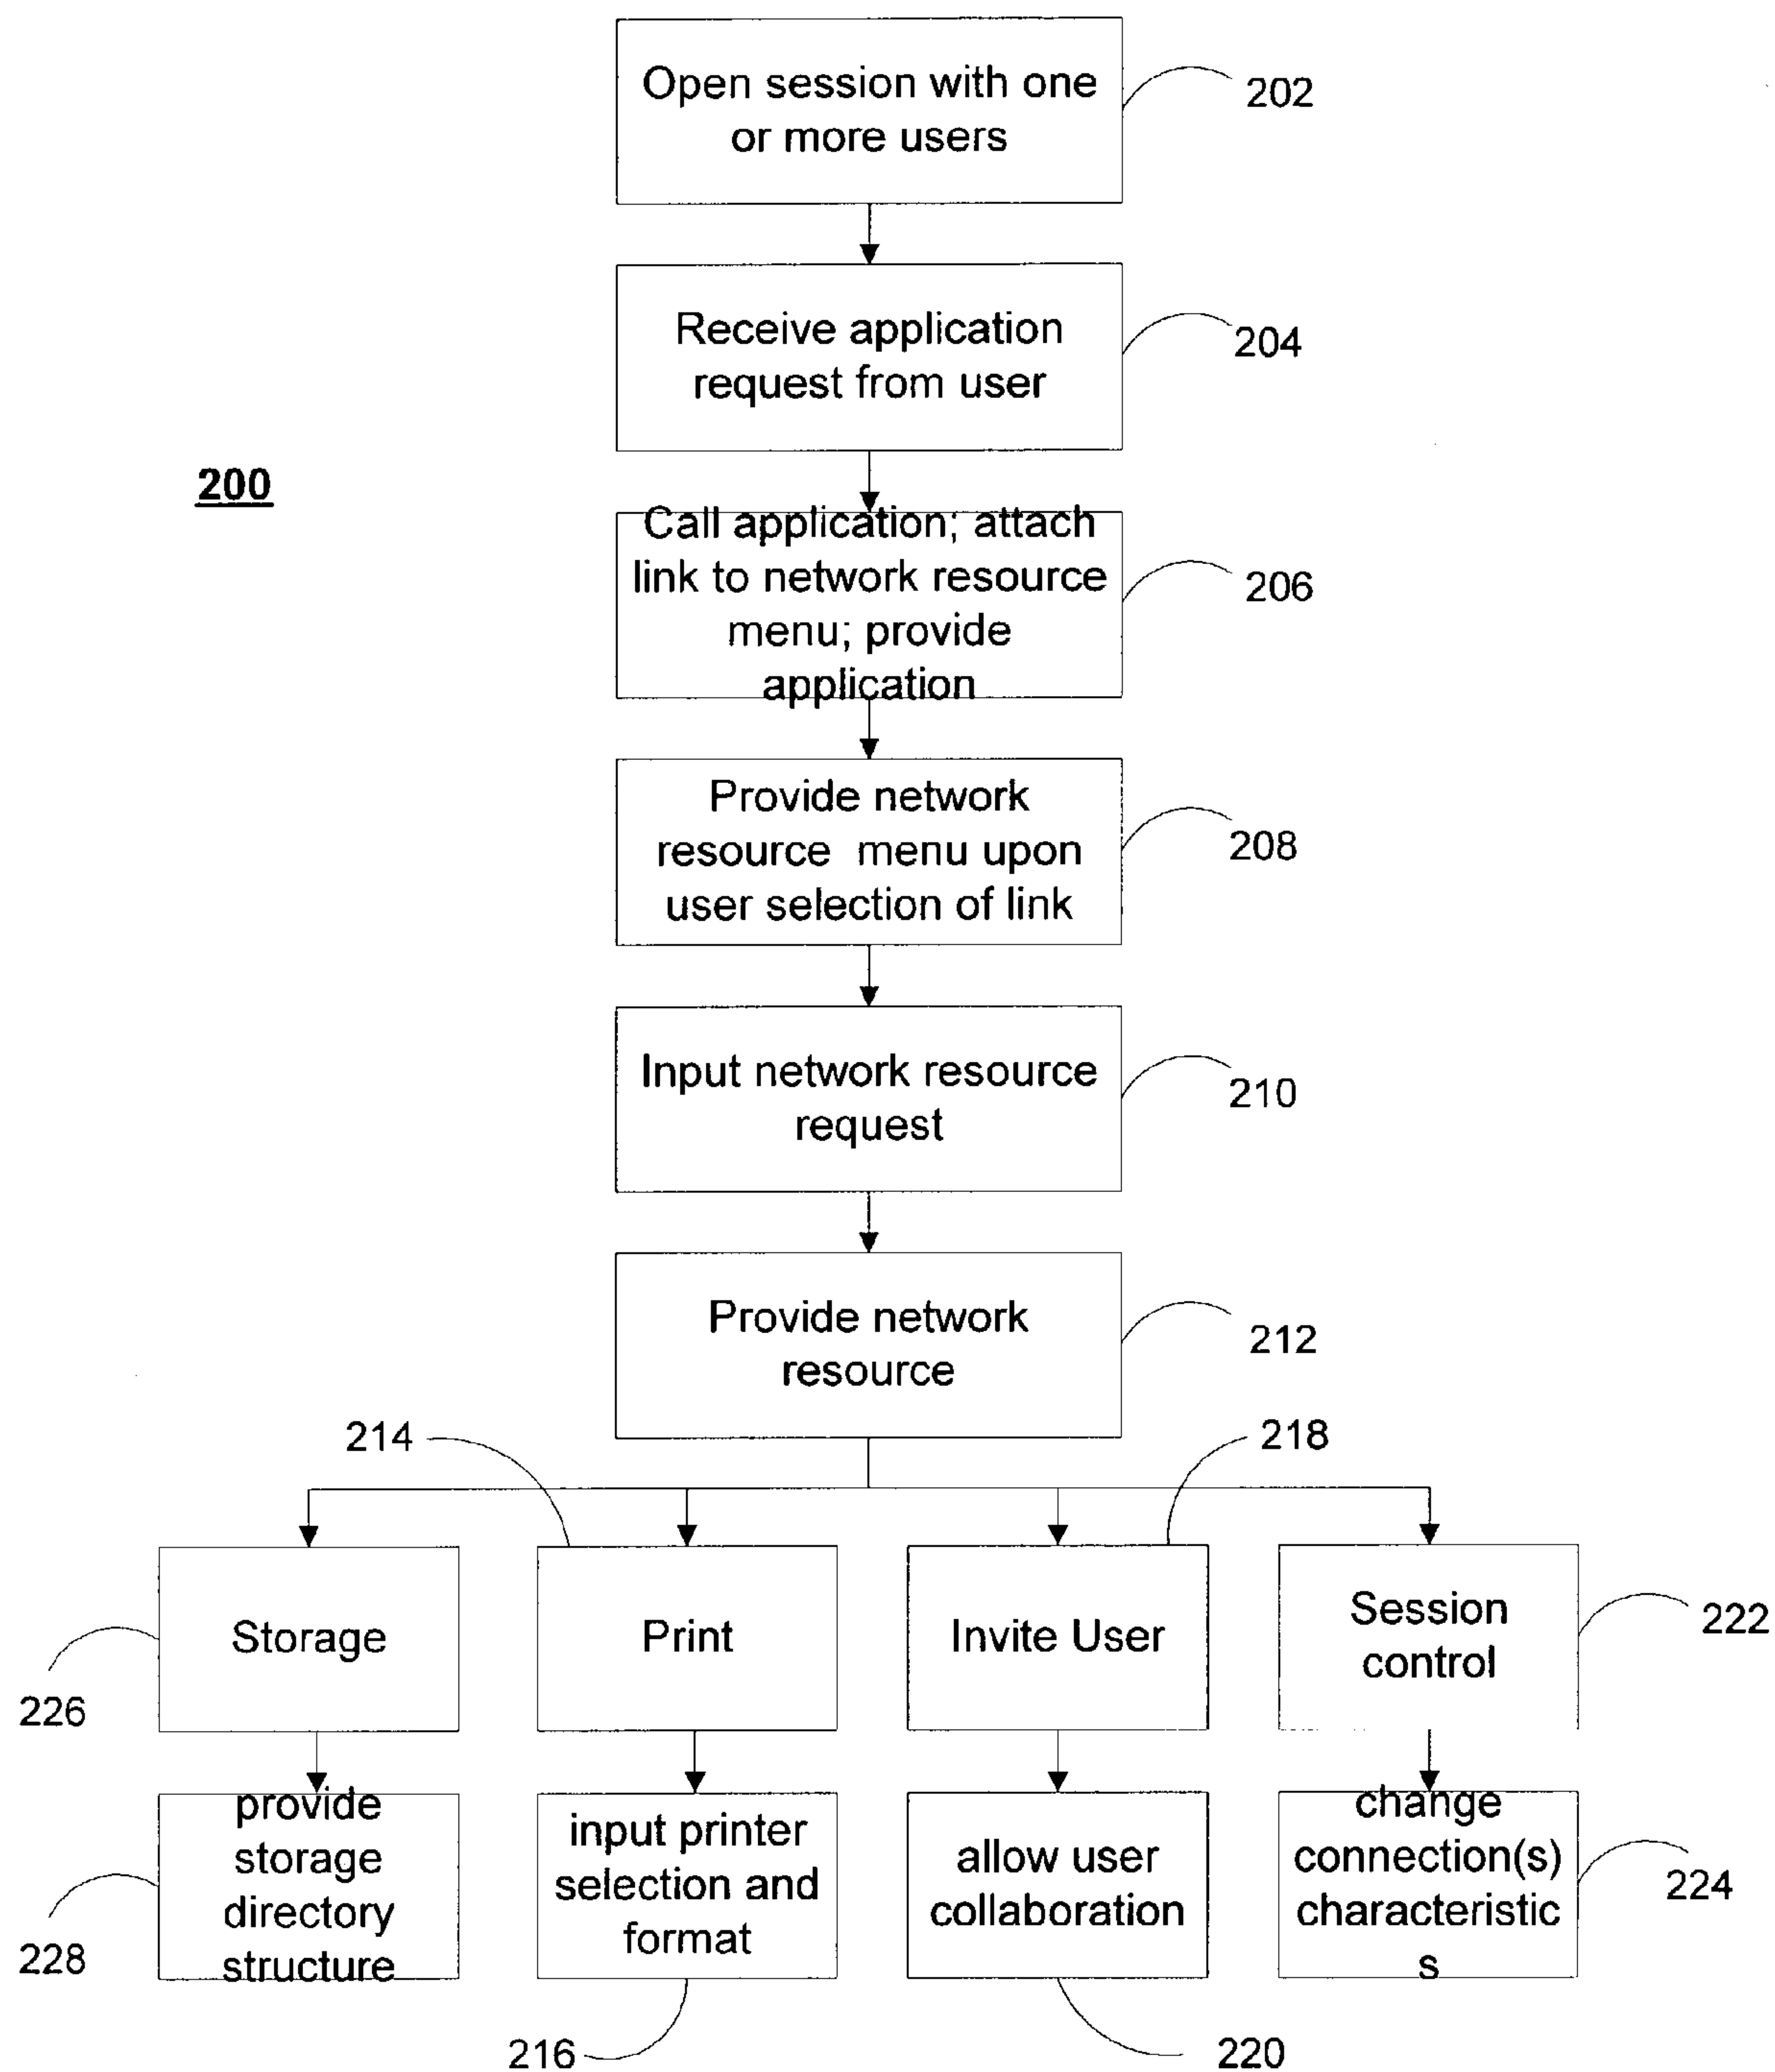 Open session with one
or more users
202
Receive application
request from user
204
200
Call application; attach
link to network resource
menu; provide
application
206
Provide network
resource menu upon
user selection of link
208
Input network resource
request
210
Provide network
resource
212
214
218
Storage
Print
Invite User
Session
control
222
226
provide
storage
directory
structure
228
input printer
selection and
format
216
allow user
collaboration
220
change
connection(s)
characteristic
s
224